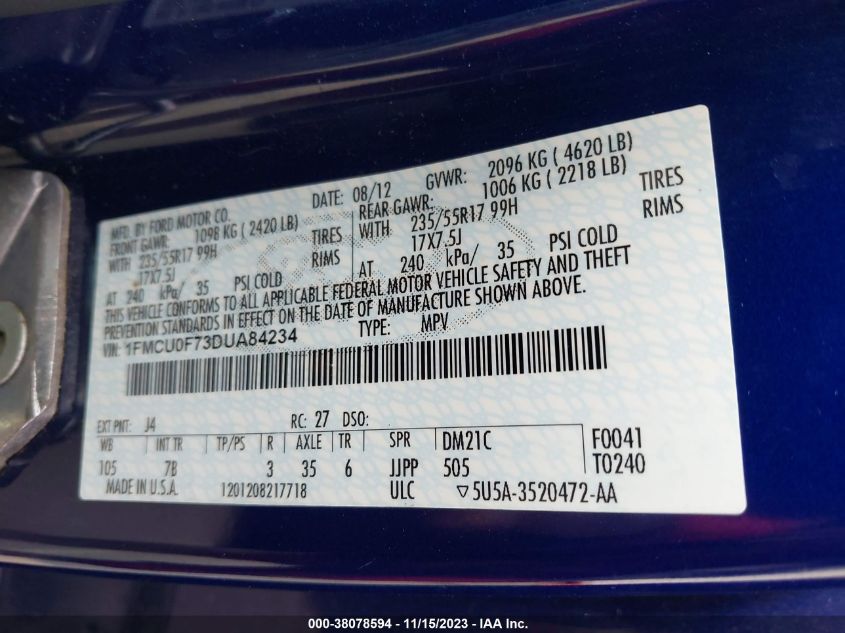 MFD. BY FORD MOTOR CO.
DATE: 08/12 GVWR: 2096 KG ( 4620 LB)
FRONT GAWR: 1098 KG ( 2420 LB)
REAR GAWR: 1006 KG ( 2218 LB)
WITH 235/55R17 99H TIRES
WITH 235/55R17 99H TIRES
17X7.5J RIMS
17X7.5J RIMS
AT 240 kPa/ 35 PSI COLD
AT 240 kPa/ 35 PSI COLD
THIS VEHICLE CONFORMS TO ALL APPLICABLE FEDERAL MOTOR VEHICLE SAFETY AND THEFT
PREVENTION STANDARDS IN EFFECT ON THE DATE OF MANUFACTURE SHOWN ABOVE.
VIN: 1FMCU0F73DUA84234 TYPE: MPV
EXT PNT: J4 RC: 27 DSO:
WB INT TR TP/PS R AXLE TR SPR DM21C F0041
105 7B 3 35 6 JJPP 505 T0240
MADE IN U.S.A. 1201208217718 ULC ▽5U5A-3520472-AA
000-38078594 - 11/15/2023 - IAA Inc.